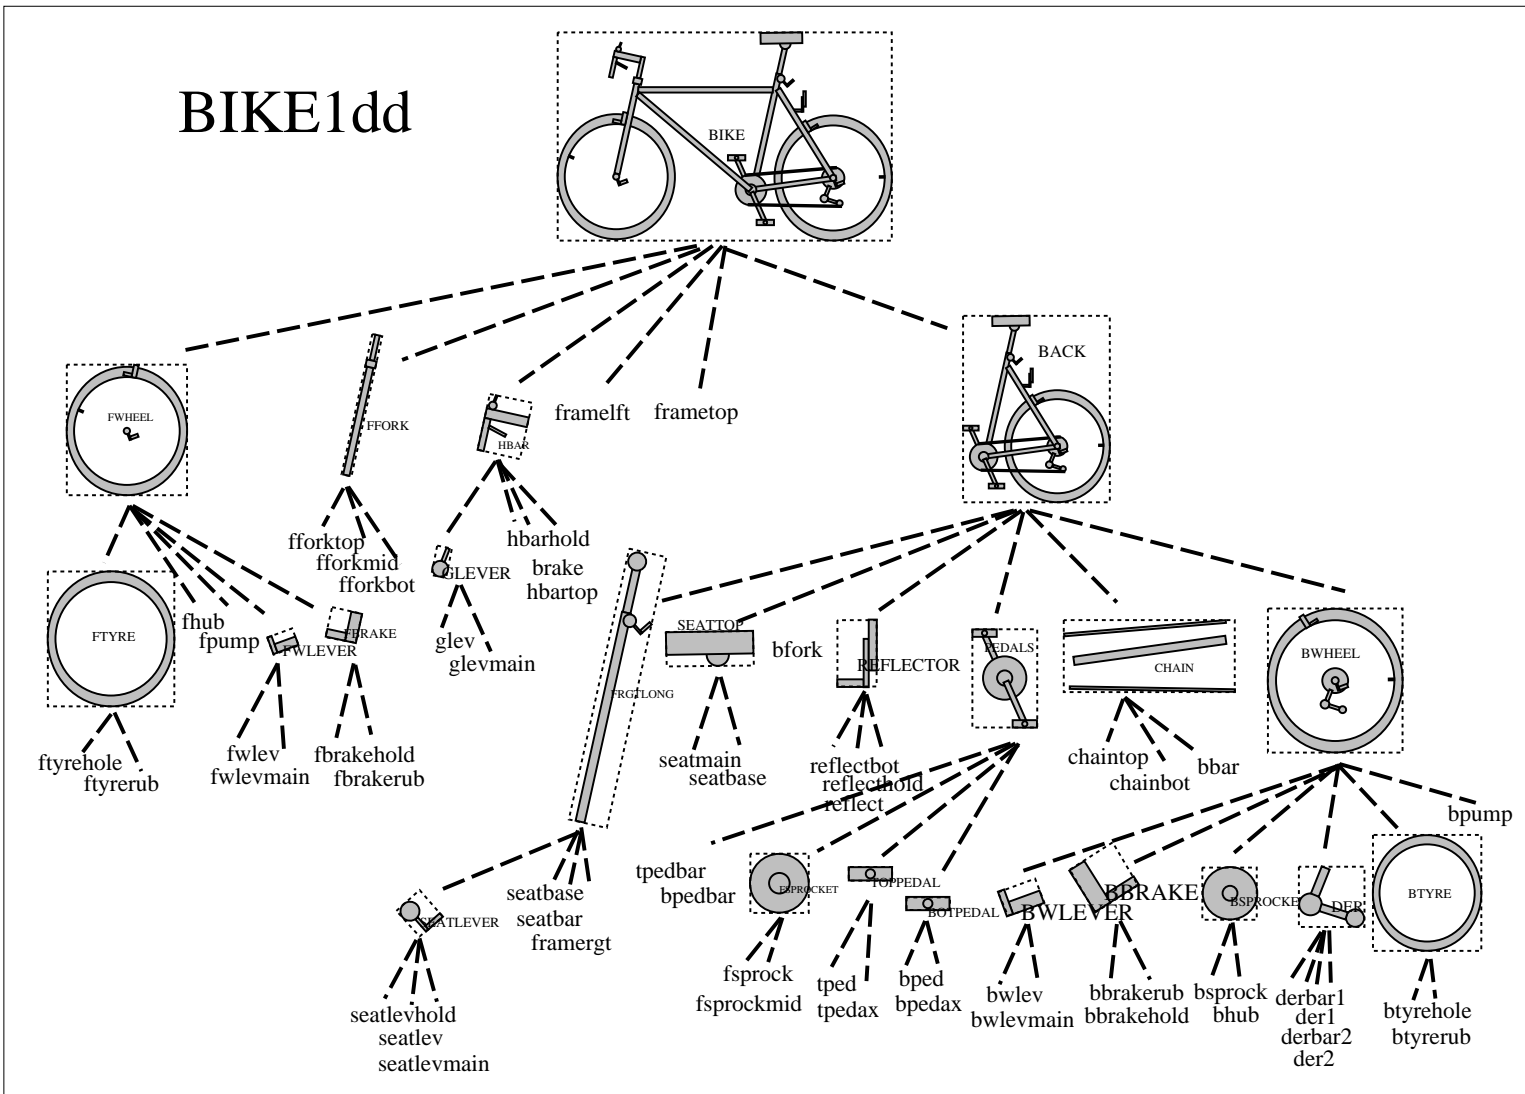 BIKE1dd
BIKE
BACK
FWHEEL
FFORK
HBAR
framelft
frametop
fforktop
fforkmid
fforkbot
GLEVER
hbarhold
brake
hbartop
FTYRE
fhub
fpump
FWLEVER
FBRAKE
glev
glevmain
FRGTLONG
SEATTOP
bfork
REFLECTOR
PEDALS
CHAIN
BWHEEL
ftyrehole
ftyrerub
fwlev
fwlevmain
fbrakehold
fbrakerub
seatmain
seatbase
reflectbot
reflecthold
reflect
chaintop
chainbot
bbar
bpump
tpedbar
bpedbar
FSPROCKET
TOPPEDAL
BOTPEDAL
BWLEVER
BBRAKE
BSPROCKE
DER
BTYRE
SEATLEVER
seatbase
seatbar
framergt
fsprock
fsprockmid
tped
tpedax
bped
bpedax
bwlev
bwlevmain
bbrakerub
bbrakehold
bsprock
bhub
derbar1
der1
derbar2
der2
btyrehole
btyrerub
seatlevhold
seatlev
seatlevmain